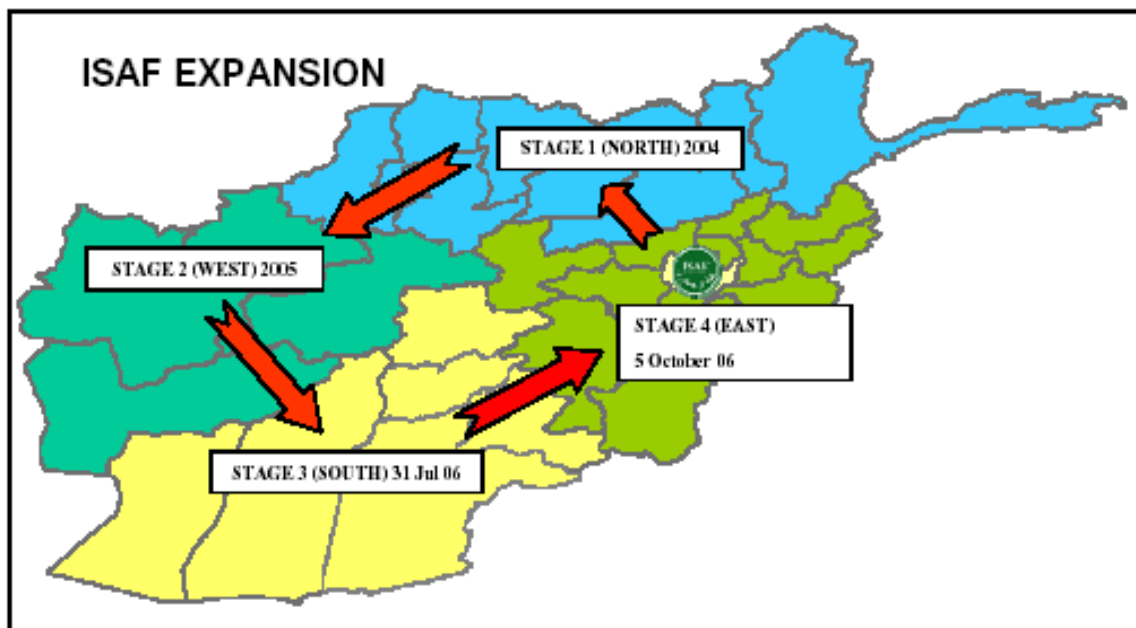 ISAF EXPANSION
STAGE 1 (NORTH) 2004
STAGE 2 (WEST) 2005
ISAF
STAGE 4 (EAST)
5 October 06
STAGE 3 (SOUTH) 31 Jul 06